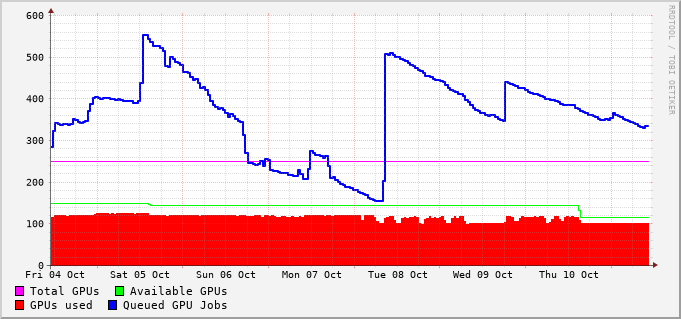 600
500
400
300
200
100
0
Fri 04 Oct Sat 05 Oct Sun 06 Oct Mon 07 Oct Tue 08 Oct Wed 09 Oct Thu 10 Oct
Total GPUs Available GPUs
GPUs used Queued GPU Jobs
RRDTOOL / TOBI OETIKER